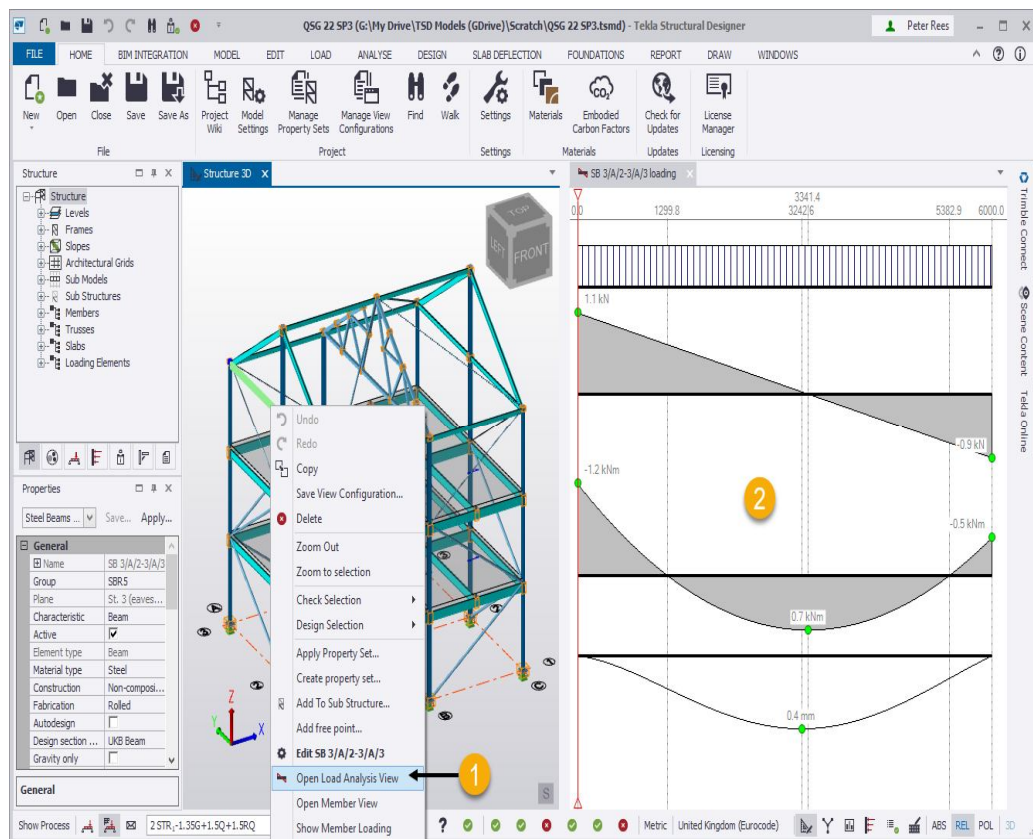 QSG 22 SP3 (G:\My Drive\TSD Models (GDrive)\Scratch\QSG 22 SP3.tsmd) - Tekla Structural Designer
Peter Rees
FILE HOME BIM INTEGRATION MODEL EDIT LOAD ANALYSE DESIGN SLAB DEFLECTION FOUNDATIONS REPORT DRAW WINDOWS
New Open Close Save Save As Project Wiki Model Settings Manage Property Sets Manage View Configurations Find Walk Settings Materials Embodied Carbon Factors Check for Updates License Manager
File Project Settings Materials Updates Licensing
Structure
Structure
Levels
Frames
Slopes
Architectural Grids
Sub Models
Sub Structures
Members
Trusses
Slabs
Loading Elements
Properties
Steel Beams ... Save... Apply...
General
Name SB 3/A/2-3/A/3
Group SBR5
Plane St. 3 (eaves...
Characteristic Beam
Active
Element type Beam
Material type Steel
Construction Non-composi...
Fabrication Rolled
Autodesign
Design section ... UKB Beam
Gravity only
General
Structure 3D X
TOP
LEFT
FRONT
Z
Y
X
Undo
Redo
Copy
Save View Configuration...
Delete
Zoom Out
Zoom to selection
Check Selection
Design Selection
Apply Property Set...
Create property set...
Add To Sub Structure...
Add free point...
Edit SB 3/A/2-3/A/3
Open Load Analysis View
Open Member View
Show Member Loading
1
S
SB 3/A/2-3/A/3 loading
3341.4
0.0 1299.8 3242.6 5382.9 6000.0
1.1 kN
-0.9 kN
-1.2 kNm
2
-0.5 kNm
0.7 kNm
0.4 mm
Trimble Connect
Scene Content
Tekla Online
Show Process 2 STR₁-1.35G+1.5Q+1.5RQ ? Metric United Kingdom (Eurocode) ABS REL POL 3D